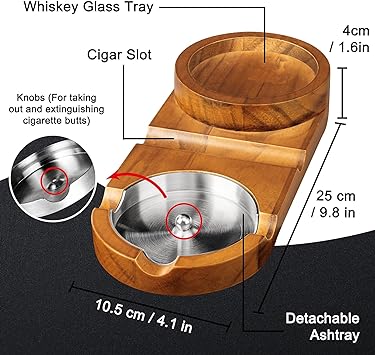 Whiskey Glass Tray
4cm
/ 1.6in
Cigar Slot
Knobs (For taking
out and extinguishing
cigarette butts)
25 cm
/ 9.8 in
10.5 cm / 4.1 in
Detachable
Ashtray